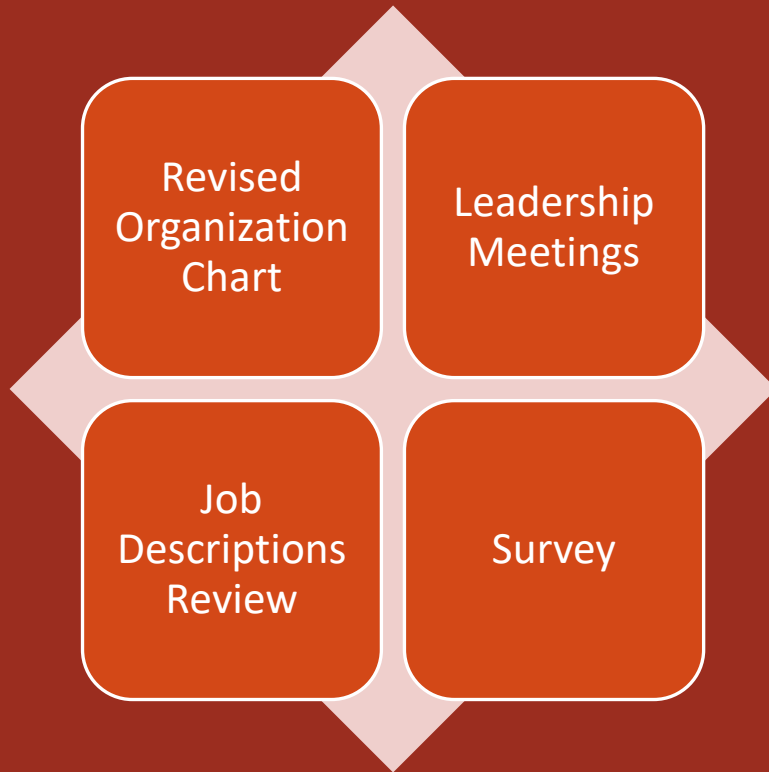 Revised
Organization
Chart
Leadership
Meetings
Job
Descriptions
Review
Survey